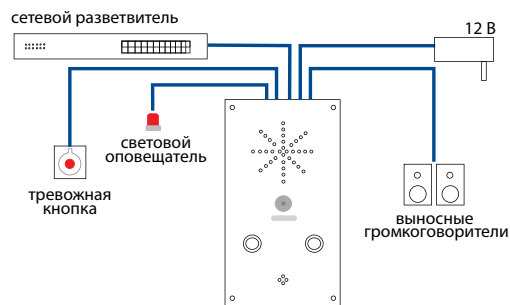 сетевой разветвитель
12 В
световой
оповещатель
тревожная
кнопка
выносные
громкоговорители